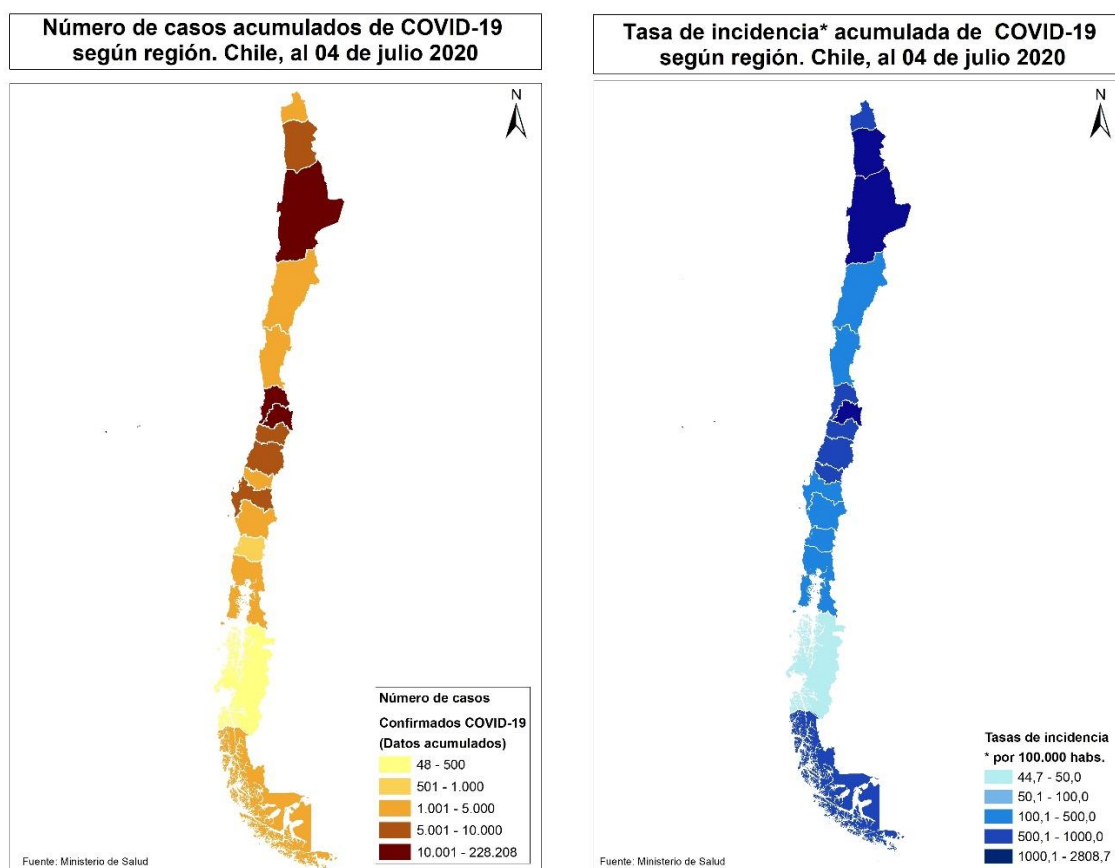 Número de casos acumulados de COVID-19
según región. Chile, al 04 de julio 2020
N
Número de casos
Confirmados COVID-19
(Datos acumulados)
48 - 500
501 - 1.000
1.001 - 5.000
5.001 - 10.000
10.001 - 228.208
Fuente: Ministerio de Salud
Tasa de incidencia* acumulada de COVID-19
según región. Chile, al 04 de julio 2020
N
Tasas de incidencia
* por 100.000 habs.
44,7 - 50,0
50,1 - 100,0
100,1 - 500,0
500,1 - 1000,0
1000,1 - 2808,7
Fuente: Ministerio de Salud